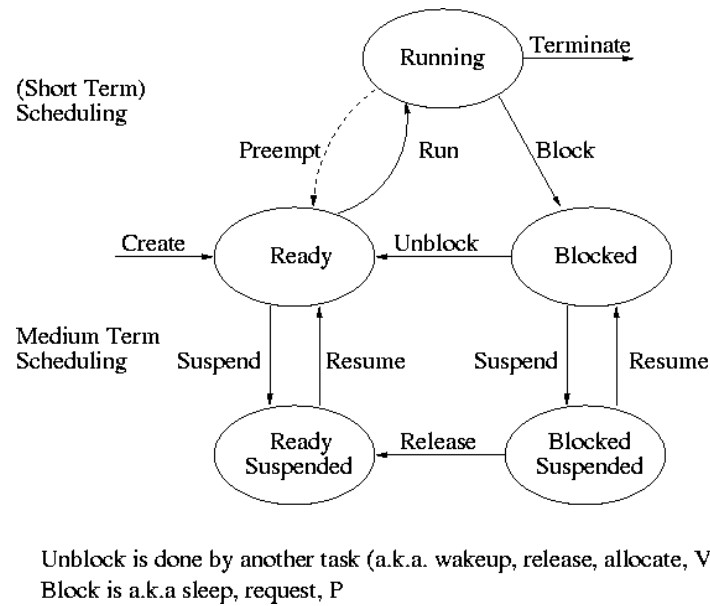 Running
Terminate
(Short Term)
Scheduling
Preempt
Run
Block
Create
Ready
Unblock
Blocked
Medium Term
Scheduling
Suspend
Resume
Suspend
Resume
Ready
Suspended
Release
Blocked
Suspended
Unblock is done by another task (a.k.a. wakeup, release, allocate, V
Block is a.k.a sleep, request, P